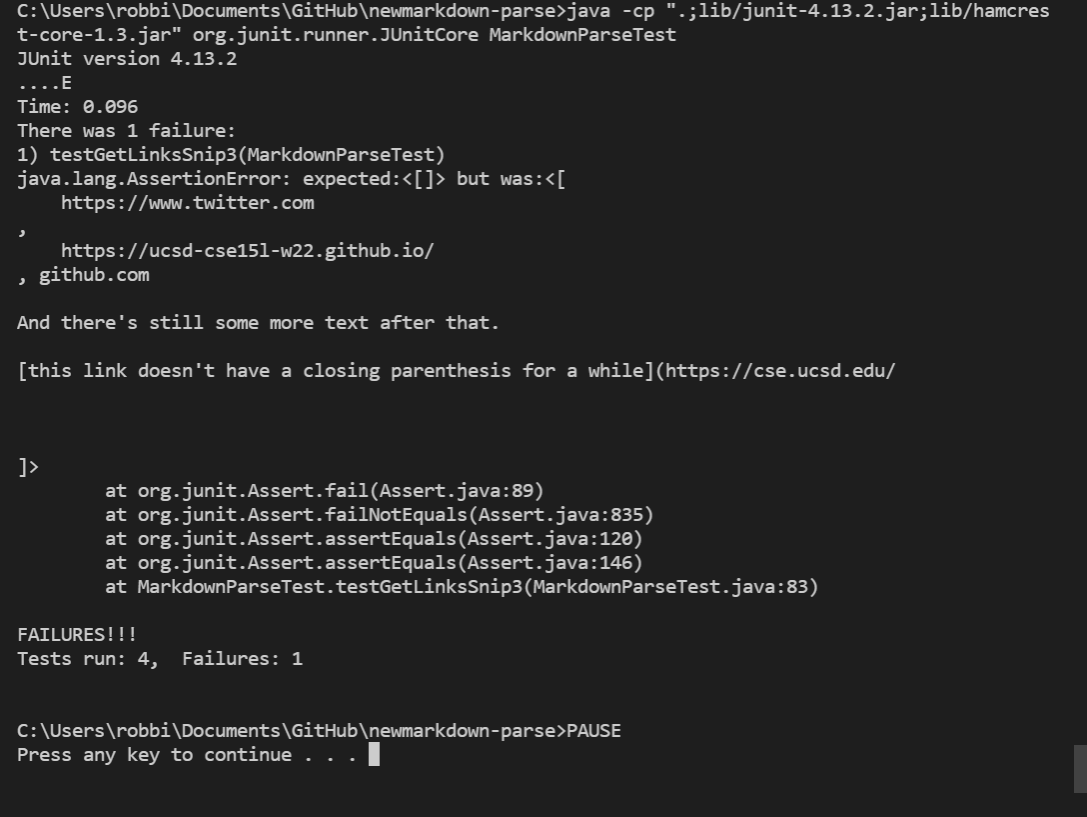 C:\Users\robbi\Documents\GitHub\newmarkdown-parse>java -cp ".;lib/junit-4.13.2.jar;lib/hamcres
t-core-1.3.jar" org.junit.runner.JUnitCore MarkdownParseTest
JUnit version 4.13.2
....E
Time: 0.096
There was 1 failure:
1) testGetLinksSnip3(MarkdownParseTest)
java.lang.AssertionError: expected:<[]> but was:<[
    https://www.twitter.com
,
    https://ucsd-cse15l-w22.github.io/
, github.com

And there's still some more text after that.

[this link doesn't have a closing parenthesis for a while](https://cse.ucsd.edu/



]>
        at org.junit.Assert.fail(Assert.java:89)
        at org.junit.Assert.failNotEquals(Assert.java:835)
        at org.junit.Assert.assertEquals(Assert.java:120)
        at org.junit.Assert.assertEquals(Assert.java:146)
        at MarkdownParseTest.testGetLinksSnip3(MarkdownParseTest.java:83)

FAILURES!!!
Tests run: 4,  Failures: 1


C:\Users\robbi\Documents\GitHub\newmarkdown-parse>PAUSE
Press any key to continue . . .